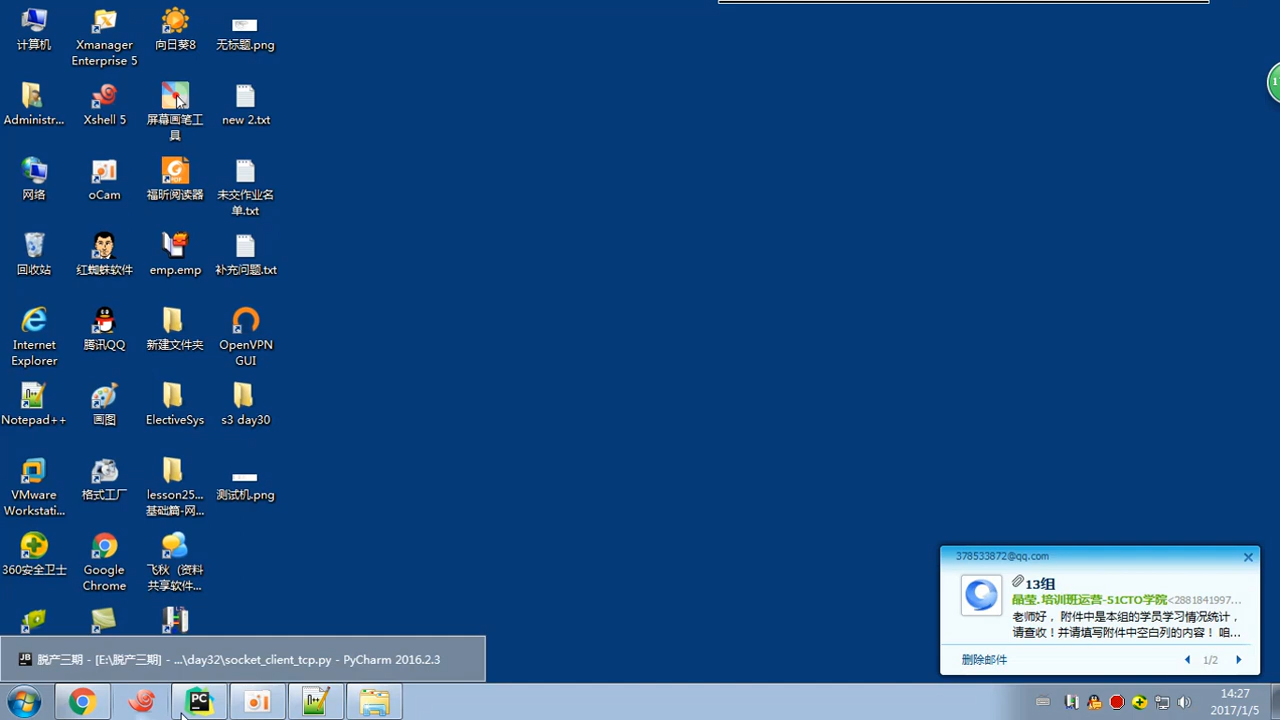 计算机
Xmanager
Enterprise 5
向日葵8
无标题.png
Administr...
Xshell 5
屏幕画笔工
具
new 2.txt
网络
oCam
福昕阅读器
未交作业名
单.txt
回收站
红蜘蛛软件
emp.emp
补充问题.txt
Internet
Explorer
腾讯QQ
新建文件夹
OpenVPN
GUI
Notepad++
画图
ElectiveSys
s3 day30
VMware
Workstati...
格式工厂
lesson25...
基础篇-网...
测试机.png
360安全卫士
Google
Chrome
飞秋（资料
共享软件...
378533872@qq.com
13组
晶莹.培训班运营-51CTO学院<2881841997...
老师好，附件中是本组的学员学习情况统计，
请查收！并请填写附件中空白列的内容！ 咱...
删除邮件
1/2
脱产三期 - [E:\脱产三期] - ...\day32\socket_client_tcp.py - PyCharm 2016.2.3
14:27
2017/1/5